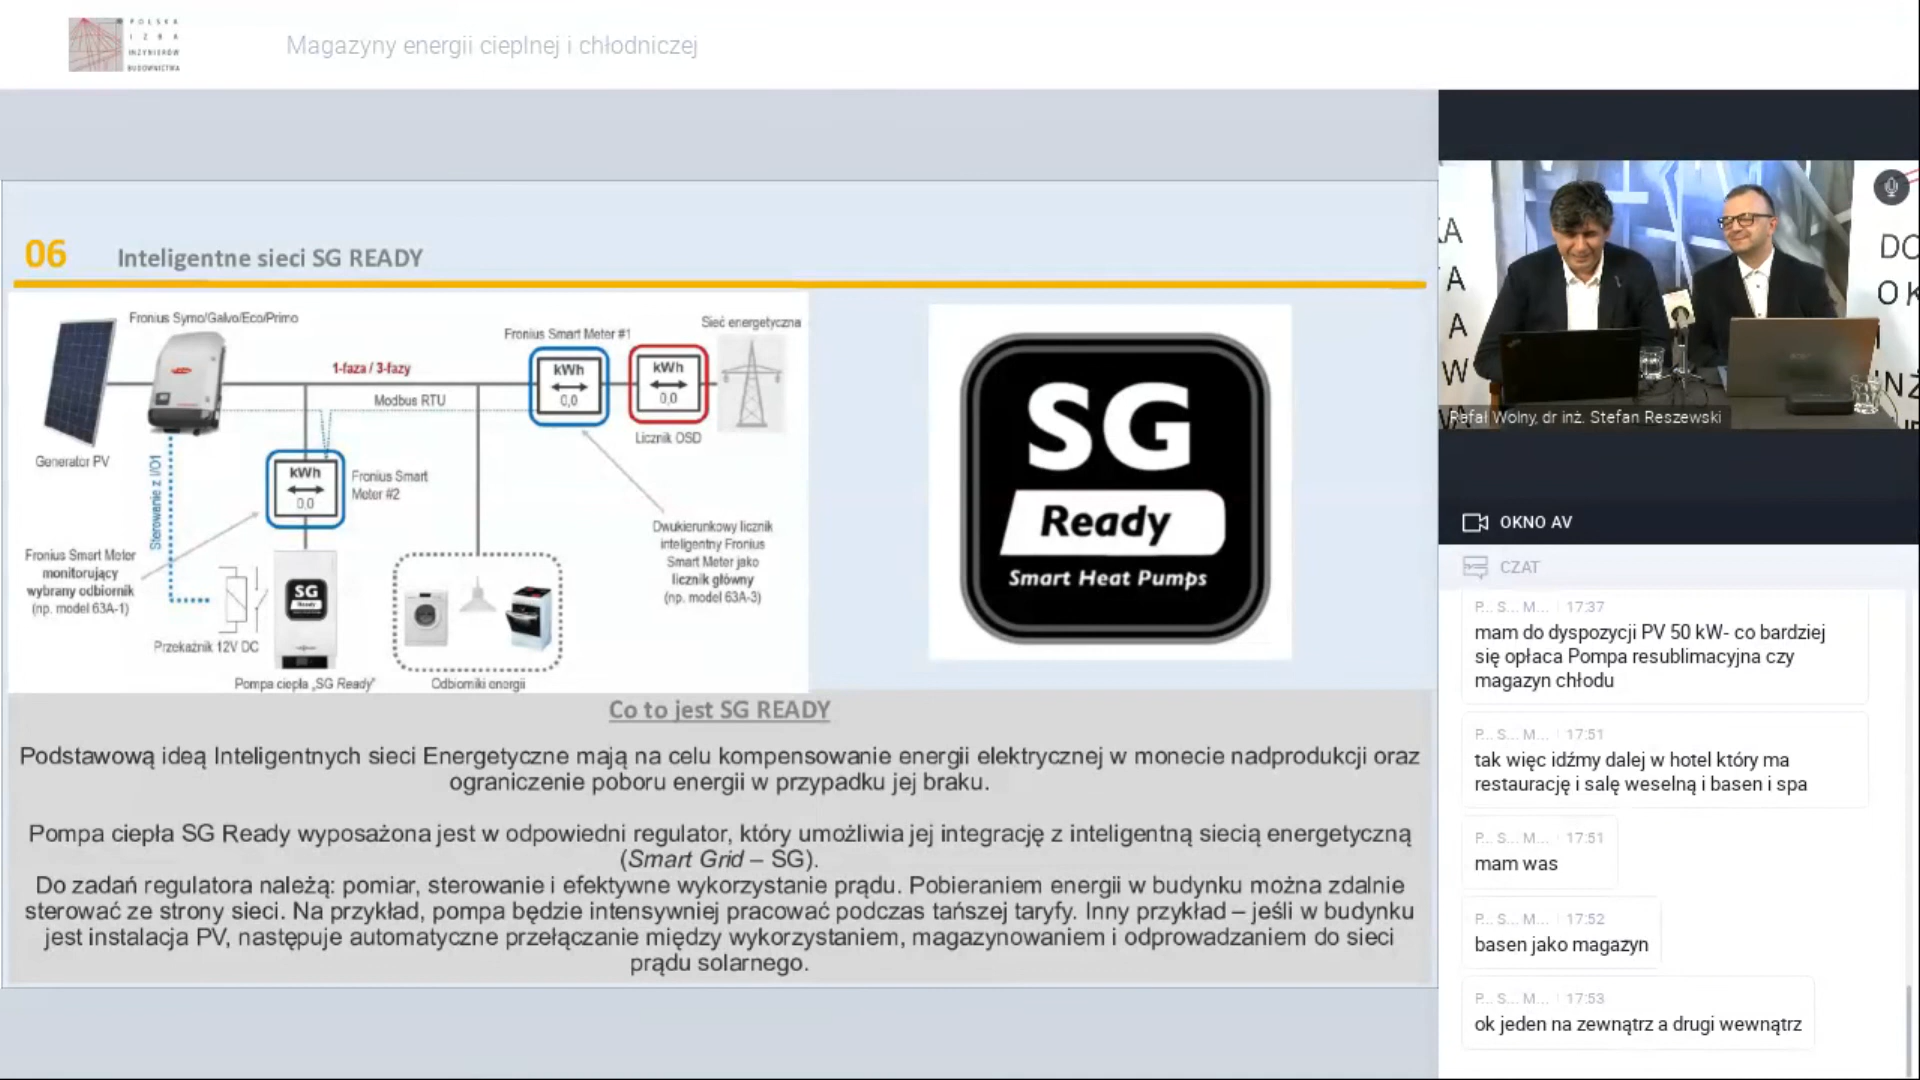 POLSKA
IZBA
INŻYNIERÓW
BUDOWNICTWA
Magazyny energii cieplnej i chłodniczej
06
Inteligentne sieci SG READY
Fronius Symo/Galvo/Eco/Primo
Fronius Smart Meter #1
Sieć energetyczna
1-faza / 3-fazy
kWh
0,0
kWh
0,0
Modbus RTU
Licznik OSD
Generator PV
Sterowanie z I/O1
kWh
0,0
Fronius Smart
Meter #2
Dwukierunkowy licznik
inteligentny Fronius
Smart Meter jako
licznik główny
(np. model 63A-3)
Fronius Smart Meter
monitorujący
wybrany odbiornik
(np. model 63A-1)
SG
Ready
Przekaźnik 12V DC
Pompa ciepła „SG Ready"
Odbiorniki energii
SG
Ready
Smart Heat Pumps
Co to jest SG READY
Podstawową ideą Inteligentnych sieci Energetyczne mają na celu kompensowanie energii elektrycznej w monecie nadprodukcji oraz
ograniczenie poboru energii w przypadku jej braku.
Pompa ciepła SG Ready wyposażona jest w odpowiedni regulator, który umożliwia jej integrację z inteligentną siecią energetyczną
(Smart Grid – SG).
Do zadań regulatora należą: pomiar, sterowanie i efektywne wykorzystanie prądu. Pobieraniem energii w budynku można zdalnie
sterować ze strony sieci. Na przykład, pompa będzie intensywniej pracować podczas tańszej taryfy. Inny przykład – jeśli w budynku
jest instalacja PV, następuje automatyczne przełączanie między wykorzystaniem, magazynowaniem i odprowadzaniem do sieci
prądu solarnego.
KA
KA
A
W
DO
OK
INŻ
Rafał Wolny, dr inż. Stefan Reszewski
OKNO AV
CZAT
P... S... M... 17:37
mam do dyspozycji PV 50 kW- co bardziej
się opłaca Pompa resublimacyjna czy
magazyn chłodu
P... S... M... 17:51
tak więc idźmy dalej w hotel który ma
restaurację i salę weselną i basen i spa
P... S... M... 17:51
mam was
P... S... M... 17:52
basen jako magazyn
P... S... M... 17:53
ok jeden na zewnątrz a drugi wewnątrz